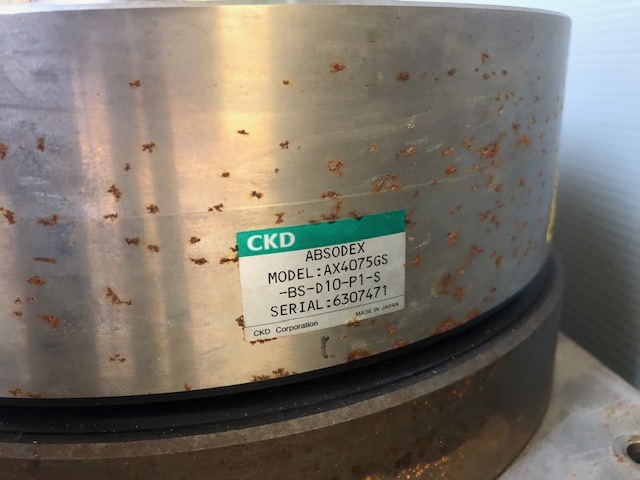 CKD
ABSODEX
MODEL:AX4075GS
-BS-D10-P1-S
SERIAL:6307471
CKD Corporation MADE IN JAPAN